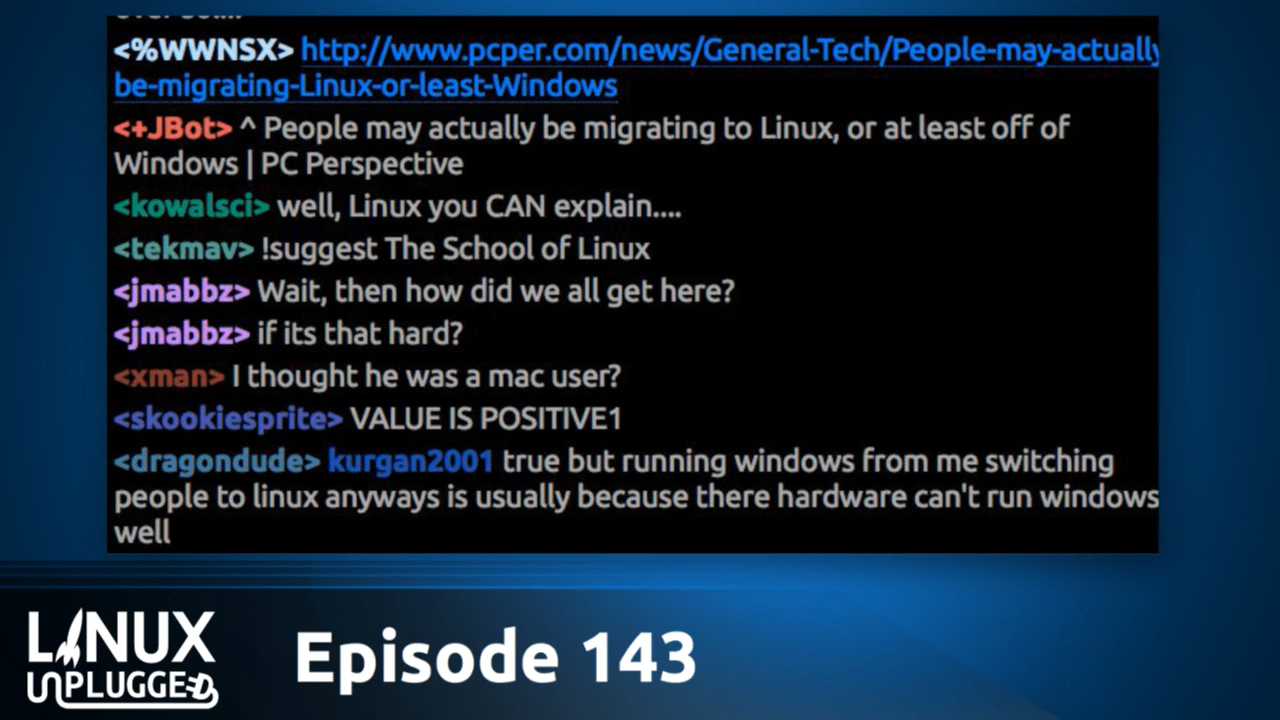 <%WWNSX> http://www.pcper.com/news/General-Tech/People-may-actually
be-migrating-Linux-or-least-Windows
<+JBot> ^ People may actually be migrating to Linux, or at least off of
Windows | PC Perspective
<kowalsci> well, Linux you CAN explain....
<tekmav> !suggest The School of Linux
<jmabbz> Wait, then how did we all get here?
<jmabbz> if its that hard?
<xman> I thought he was a mac user?
<skookiesprite> VALUE IS POSITIVE1
<dragondude> kurgan2001 true but running windows from me switching
people to linux anyways is usually because there hardware can't run windows
well
LINUX
UNPLUGGED
Episode 143